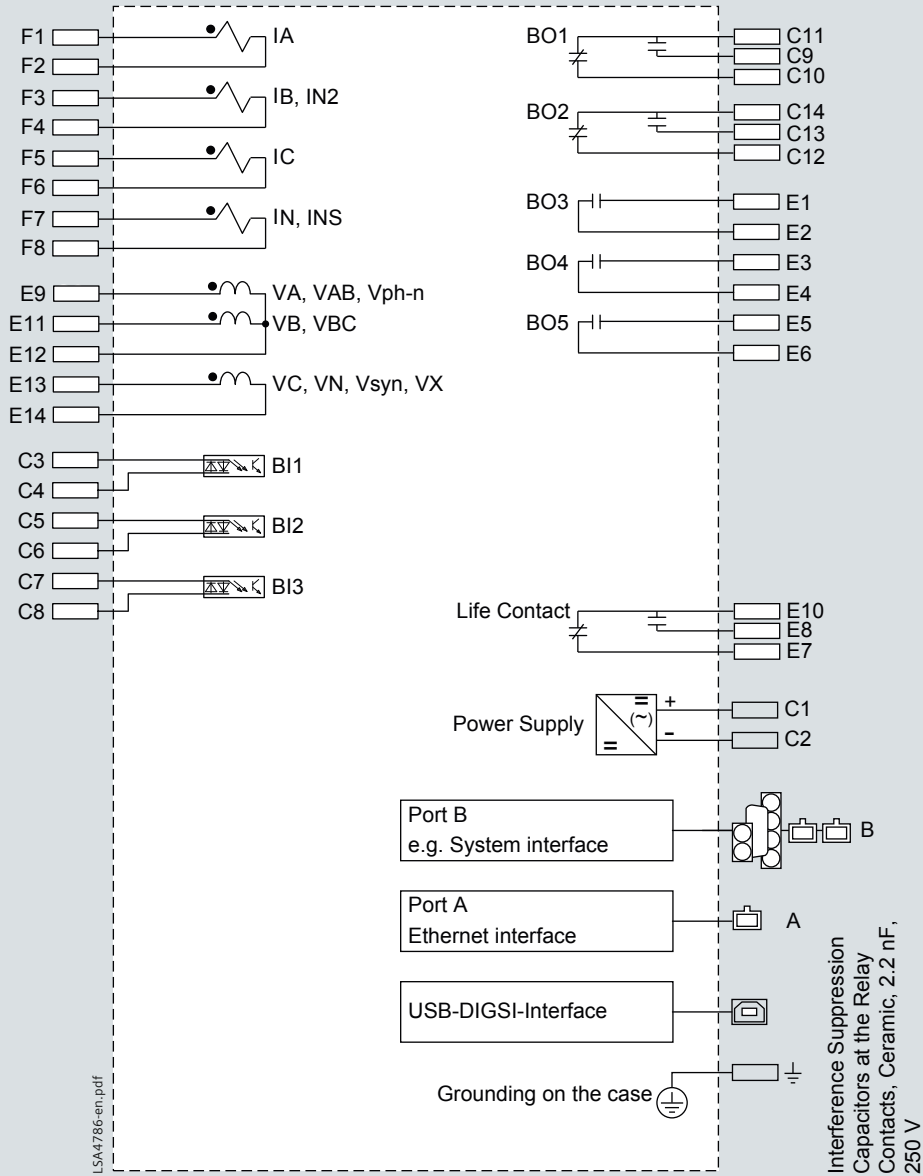 F1
F2
IA
F3
F4
IB, IN2
F5
F6
IC
F7
F8
IN, INS
E9
VA, VAB, Vph-n
E11
VB, VBC
E12
E13
VC, VN, Vsyn, VX
E14
C3
C4
BI1
C5
C6
BI2
C7
C8
BI3
BO1
C11
C9
C10
BO2
C14
C13
C12
BO3
E1
E2
BO4
E3
E4
BO5
E5
E6
Life Contact
E10
E8
E7
Power Supply
=
(~)
=
+
-
C1
C2
Port B
e.g. System interface
B
Port A
Ethernet interface
A
USB-DIGSI-Interface
Grounding on the case
Interference Suppression
Capacitors at the Relay
Contacts, Ceramic, 2.2 nF,
250 V
LSA4786-en.pdf